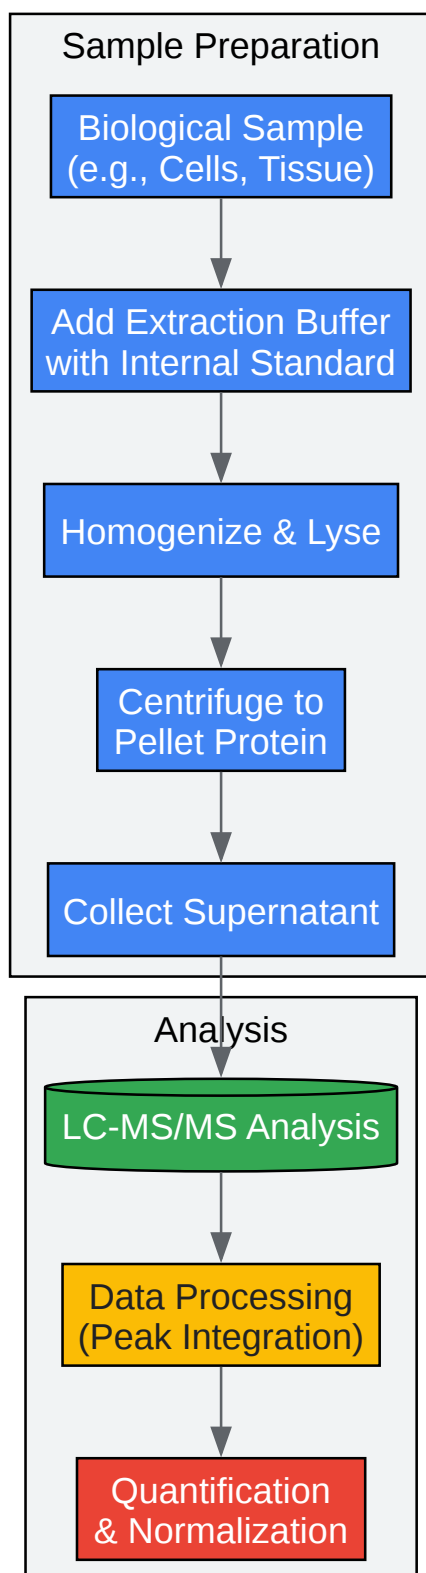 Sample Preparation
Biological Sample
(e.g., Cells, Tissue)
Add Extraction Buffer
with Internal Standard
Homogenize & Lyse
Centrifuge to
Pellet Protein
Collect Supernatant
Analysis
LC-MS/MS Analysis
Data Processing
(Peak Integration)
Quantification
& Normalization